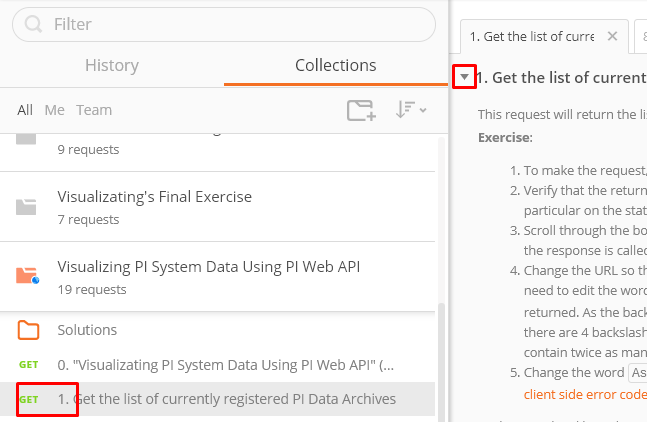 Filter
History
Collections
All
Me
Team
9 requests
Visualizating's Final Exercise
7 requests
Visualizing PI System Data Using PI Web API
19 requests
Solutions
GET 0. "Visualizating PI System Data Using PI Web API" (...
GET 1. Get the list of currently registered PI Data Archives
1. Get the list of curre
1. Get the list of current
This request will return the li
Exercise:
1. To make the request,
2. Verify that the return
particular on the stat
3. Scroll through the bo
the response is called
4. Change the URL so th
need to edit the word
returned. As the back
there are 4 backslash
contain twice as man
5. Change the word As
client side error code